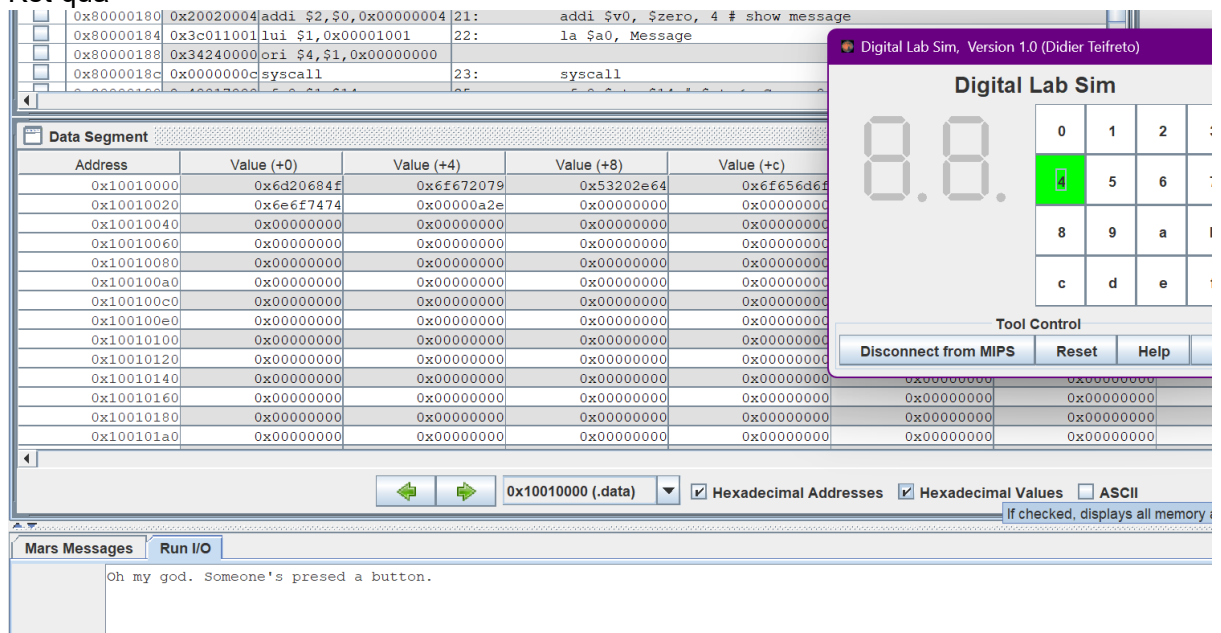 Kết quả
0x80000180 0x20020004 addi $2,$0,0x00000004 21: addi $v0, $zero, 4 # show message
0x80000184 0x3c011001 lui $1,0x00001001 22: la $a0, Message
0x80000188 0x34240000 ori $4,$1,0x00000000
0x8000018c 0x0000000c syscall 23: syscall
Data Segment
Address Value (+0) Value (+4) Value (+8) Value (+c)
0x10010000 0x6d20684f 0x6f672079 0x53202e64 0x6f656d6f
0x10010020 0x6e6f7474 0x00000a2e 0x00000000 0x00000000
0x10010040 0x00000000 0x00000000 0x00000000 0x00000000
0x10010060 0x00000000 0x00000000 0x00000000 0x00000000
0x10010080 0x00000000 0x00000000 0x00000000 0x00000000
0x100100a0 0x00000000 0x00000000 0x00000000 0x00000000
0x100100c0 0x00000000 0x00000000 0x00000000 0x00000000
0x100100e0 0x00000000 0x00000000 0x00000000 0x00000000
0x10010100 0x00000000 0x00000000 0x00000000 0x00000000
0x10010120 0x00000000 0x00000000 0x00000000 0x00000000
0x10010140 0x00000000 0x00000000 0x00000000 0x00000000 0x00000000 0x00000000
0x10010160 0x00000000 0x00000000 0x00000000 0x00000000 0x00000000 0x00000000
0x10010180 0x00000000 0x00000000 0x00000000 0x00000000 0x00000000 0x00000000
0x100101a0 0x00000000 0x00000000 0x00000000 0x00000000 0x00000000 0x00000000
0x10010000 (.data) Hexadecimal Addresses Hexadecimal Values ASCII
If checked, displays all memory
Digital Lab Sim, Version 1.0 (Didier Teifreto)
Digital Lab Sim
0 1 2
4 5 6
8 9 a
c d e
Tool Control
Disconnect from MIPS Reset Help
Mars Messages Run I/O
Oh my god. Someone's presed a button.